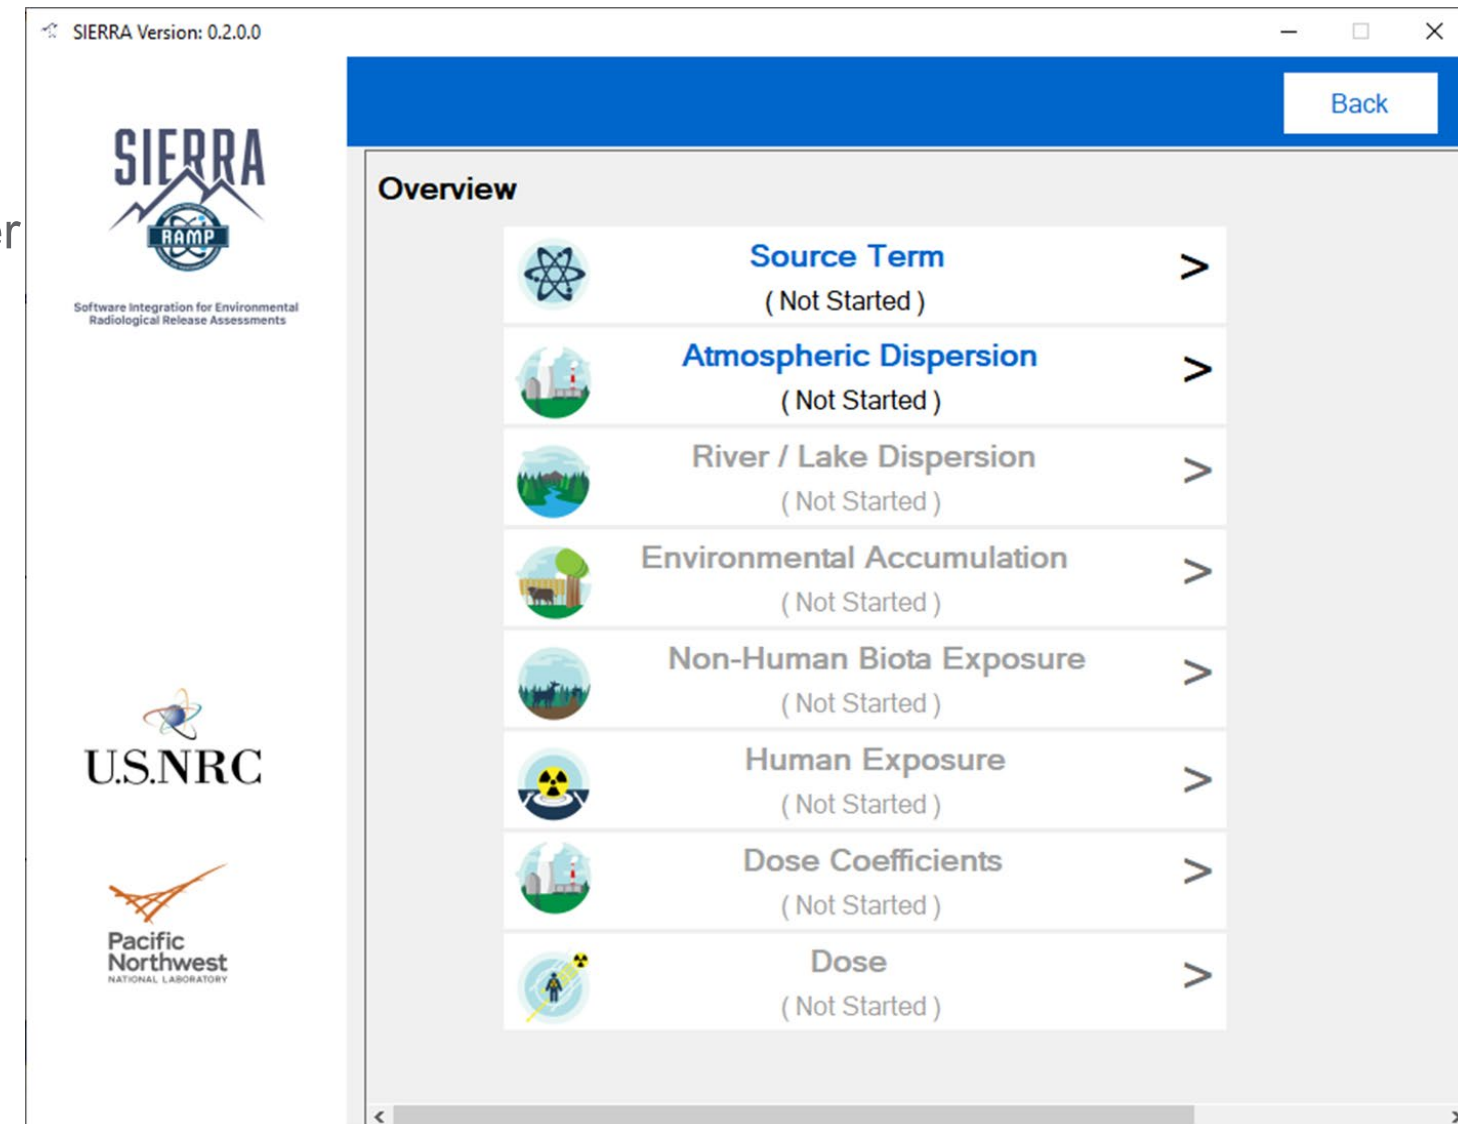 SIERRA Version: 0.2.0.0
Back
SIERRA
RAMP
Software Integration for Environmental
Radiological Release Assessments
er
Overview
Source Term
( Not Started )
>
Atmospheric Dispersion
( Not Started )
>
River / Lake Dispersion
( Not Started )
>
Environmental Accumulation
( Not Started )
>
Non-Human Biota Exposure
( Not Started )
>
Human Exposure
( Not Started )
>
Dose Coefficients
( Not Started )
>
Dose
( Not Started )
>
U.S.NRC
Pacific
Northwest
NATIONAL LABORATORY